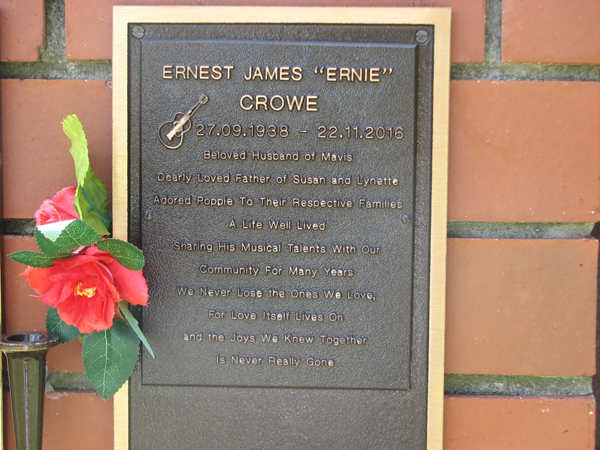 ERNEST JAMES "ERNIE"
CROWE
27.09.1938 – 22.11.2016
Beloved Husband of Mavis
Dearly Loved Father of Susan and Lynette
Adored Poppie To Their Respective Families
A Life Well Lived
Sharing His Musical Talents With Our
Community For Many Years
We Never Lose the Ones We Love,
For Love Itself Lives On
and the Joys We Knew Together
Is Never Really Gone